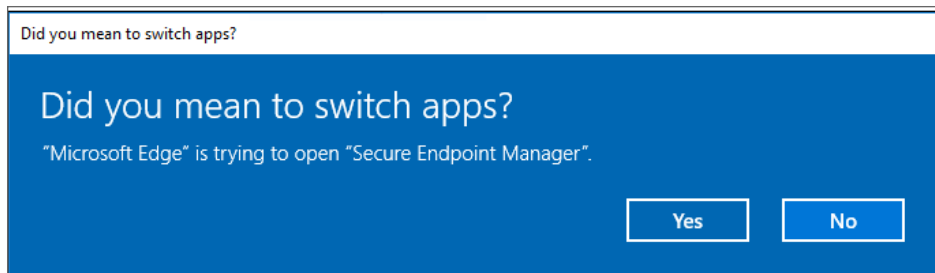 Did you mean to switch apps?
Did you mean to switch apps?
"Microsoft Edge" is trying to open "Secure Endpoint Manager".
Yes
No